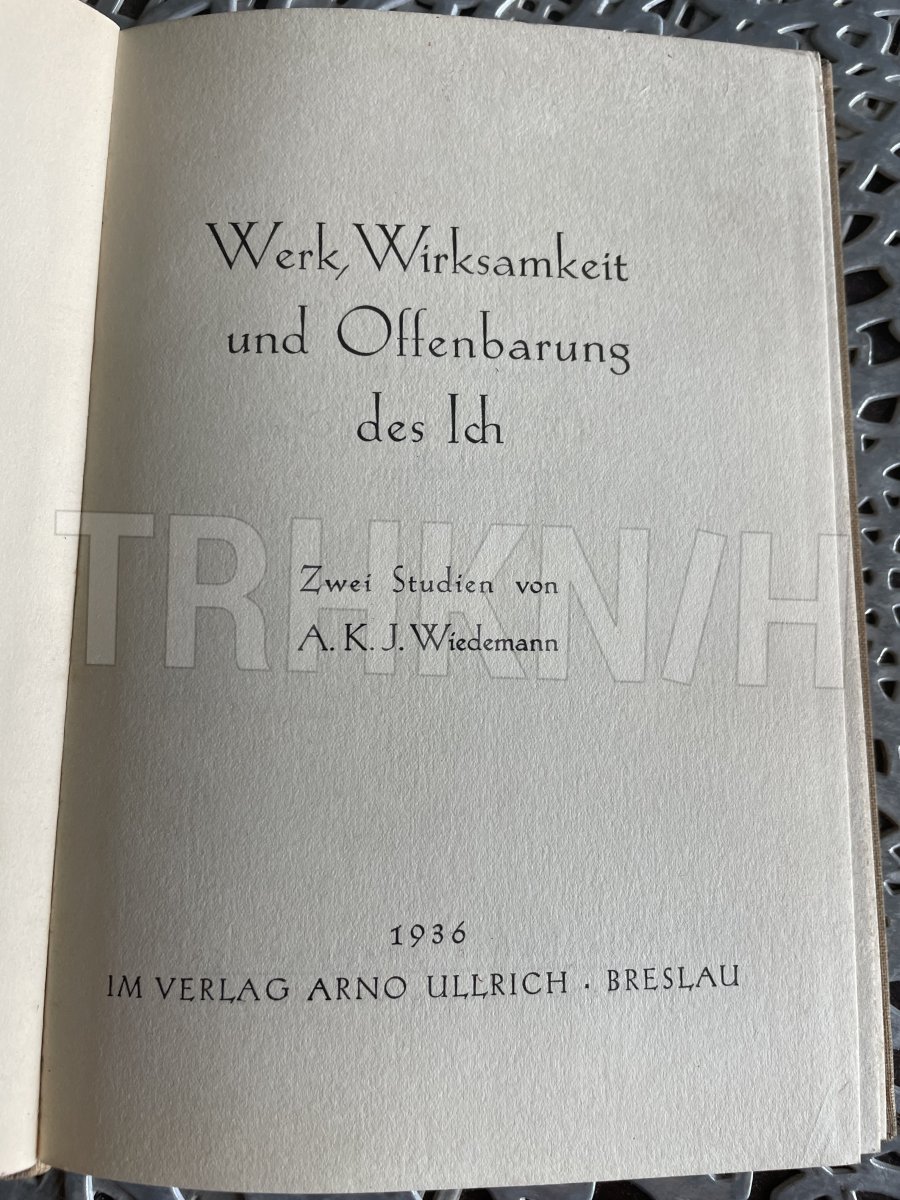 Werk, Wirksamkeit
und Offenbarung
des Ich
TRHKN/H
Zwei Studien von
A. K. J. Wiedemann
1936
IM VERLAG ARNO ULLRICH · BRESLAU